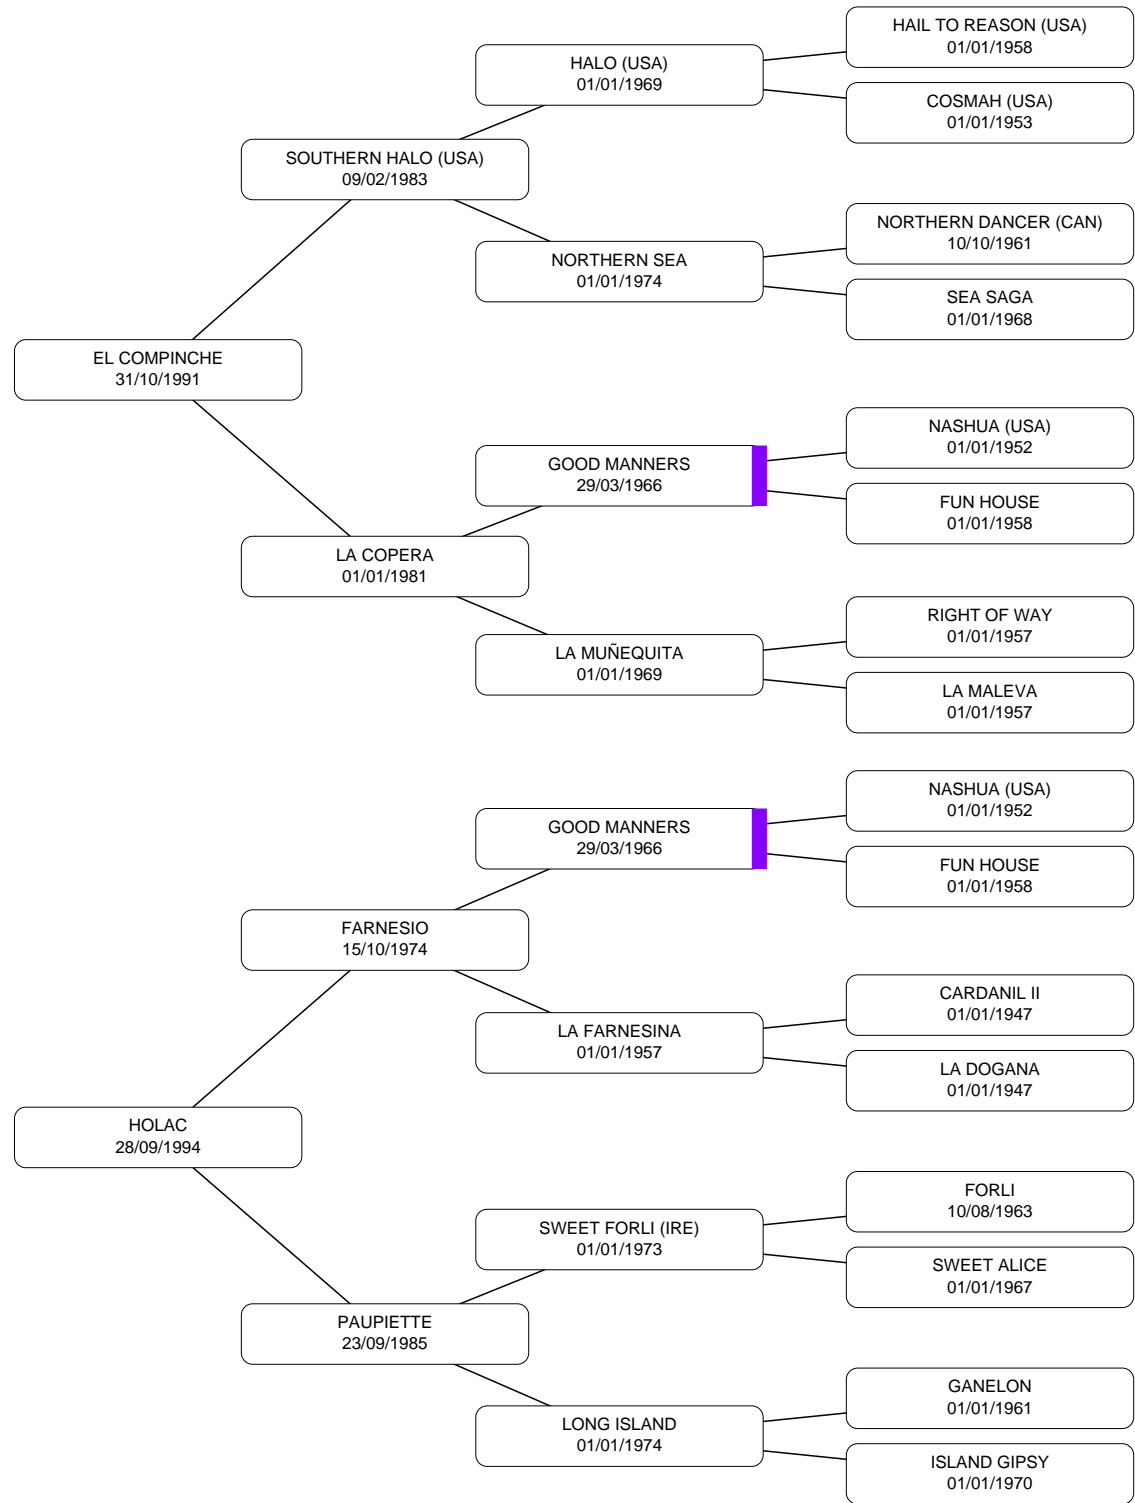 HAIL TO REASON (USA)
01/01/1958
HALO (USA)
01/01/1969
COSMAH (USA)
01/01/1953
SOUTHERN HALO (USA)
09/02/1983
NORTHERN DANCER (CAN)
10/10/1961
NORTHERN SEA
01/01/1974
SEA SAGA
01/01/1968
EL COMPINCHE
31/10/1991
NASHUA (USA)
01/01/1952
GOOD MANNERS
29/03/1966
FUN HOUSE
01/01/1958
LA COPERA
01/01/1981
RIGHT OF WAY
01/01/1957
LA MUÑEQUITA
01/01/1969
LA MALEVA
01/01/1957
NASHUA (USA)
01/01/1952
GOOD MANNERS
29/03/1966
FUN HOUSE
01/01/1958
FARNESIO
15/10/1974
CARDANIL II
01/01/1947
LA FARNESINA
01/01/1957
LA DOGANA
01/01/1947
HOLAC
28/09/1994
FORLI
10/08/1963
SWEET FORLI (IRE)
01/01/1973
SWEET ALICE
01/01/1967
PAUPIETTE
23/09/1985
GANELON
01/01/1961
LONG ISLAND
01/01/1974
ISLAND GIPSY
01/01/1970